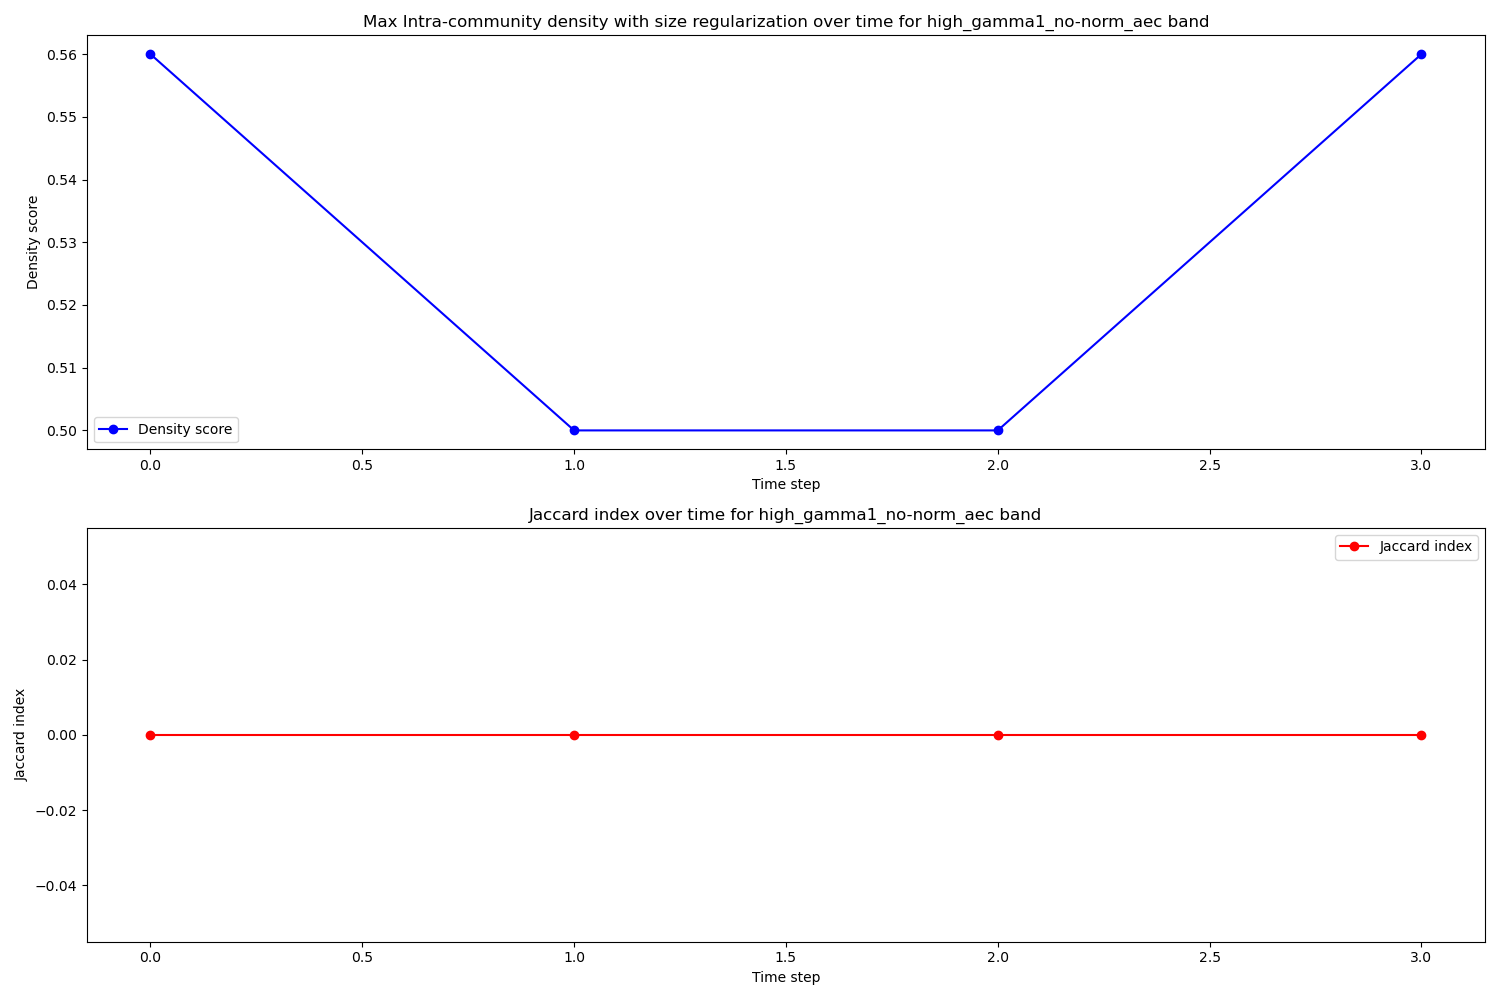 Max Intra-community density with size regularization over time for high_gamma1_no-norm_aec band
0.56
0.55
0.54
0.53
0.52
0.51
0.50
Density score
Density score
0.0 0.5 1.0 1.5 2.0 2.5 3.0
Time step
Jaccard index over time for high_gamma1_no-norm_aec band
Jaccard index
0.04
0.02
0.00
−0.02
−0.04
Jaccard index
0.0 0.5 1.0 1.5 2.0 2.5 3.0
Time step